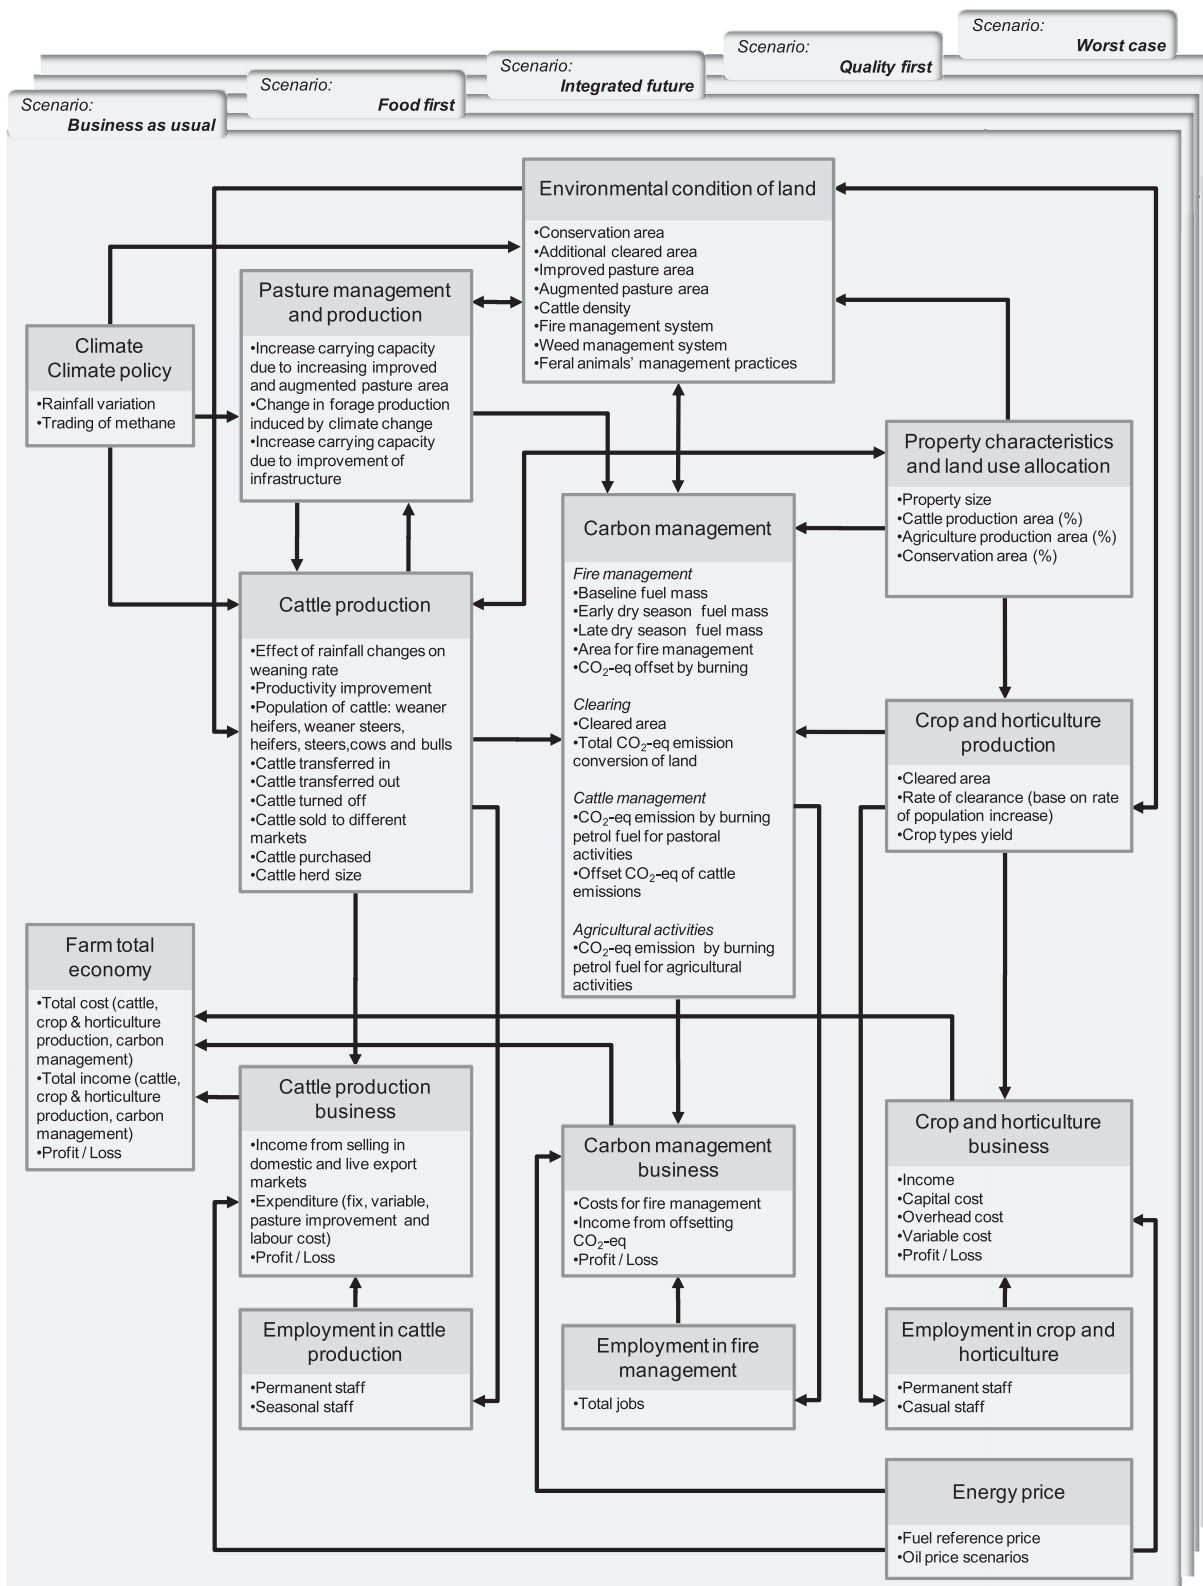 Scenario:
Worst case
Scenario:
Quality first
Scenario:
Integrated future
Scenario:
Food first
Scenario:
Business as usual
Environmental condition of land
•Conservation area
•Additional cleared area
•Improved pasture area
•Augmented pasture area
•Cattle density
•Fire management system
•Weed management system
•Feral animals’ management practices
Pasture management
and production
•Increase carrying capacity
due to increasing improved
and augmented pasture area
•Change in forage production
induced by climate change
•Increase carrying capacity
due to improvement of
infrastructure
Climate
Climate policy
•Rainfall variation
•Trading of methane
Property characteristics
and land use allocation
•Property size
•Cattle production area (%)
•Agriculture production area (%)
•Conservation area (%)
Carbon management
Fire management
•Baseline fuel mass
•Early dry season fuel mass
•Late dry season fuel mass
•Area for fire management
•CO2-eq offset by burning
Clearing
•Cleared area
•Total CO2-eq emission
conversion of land
Cattle management
•CO2-eq emission by burning
petrol fuel for pastoral
activities
•Offset CO2-eq of cattle
emissions
Agricultural activities
•CO2-eq emission by burning
petrol fuel for agricultural
activities
Cattle production
•Effect of rainfall changes on
weaning rate
•Productivity improvement
•Population of cattle: weaner
heifers, weaner steers,
heifers, steers,cows and bulls
•Cattle transferred in
•Cattle transferred out
•Cattle turned off
•Cattle sold to different
markets
•Cattle purchased
•Cattle herd size
Crop and horticulture
production
•Cleared area
•Rate of clearance (base on rate
of population increase)
•Crop types yield
Farm total
economy
•Total cost (cattle,
crop & horticulture
production, carbon
management)
•Total income (cattle,
crop & horticulture
production, carbon
management)
•Profit / Loss
Cattle production
business
•Income from selling in
domestic and live export
markets
•Expenditure (fix, variable,
pasture improvement and
labour cost)
•Profit / Loss
Carbon management
business
•Costs for fire management
•Income from offsetting
CO2-eq
•Profit / Loss
Crop and horticulture
business
•Income
•Capital cost
•Overhead cost
•Variable cost
•Profit / Loss
Employment in cattle
production
•Permanent staff
•Seasonal staff
Employment in fire
management
•Total jobs
Employment in crop and
horticulture
•Permanent staff
•Casual staff
Energy price
•Fuel reference price
•Oil price scenarios